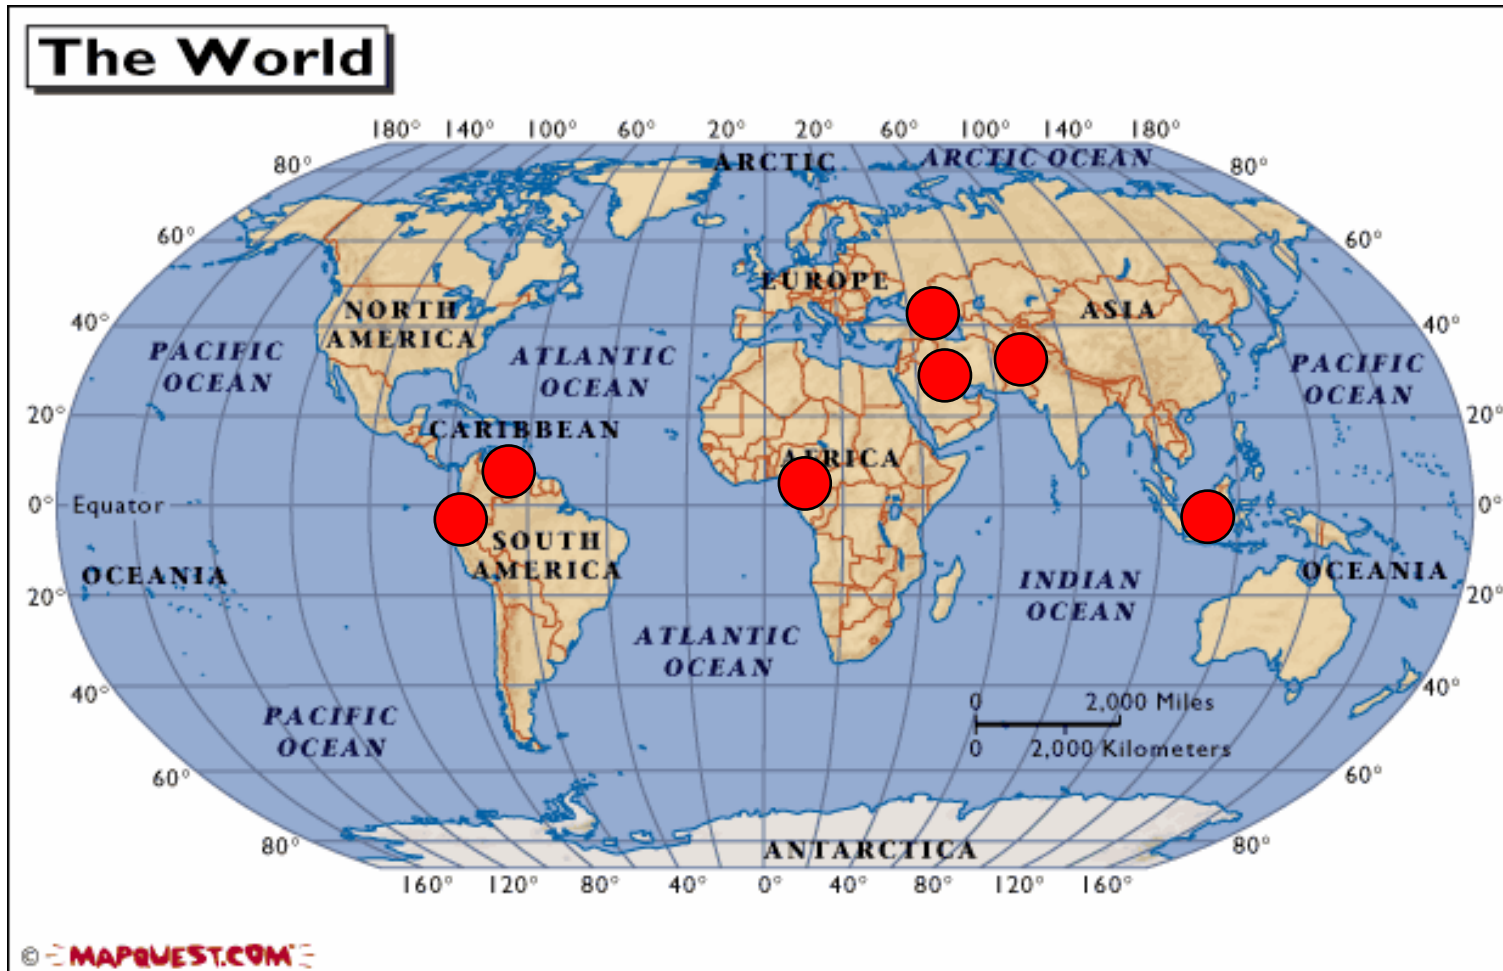 The World
180° 140° 100° 60° 20° 20° 60° 100° 140° 180°
80° ARCTIC ARCTIC OCEAN 80°
60° 60°
EUROPE
NORTH AMERICA
ASIA
40° 40°
PACIFIC OCEAN
ATLANTIC OCEAN
PACIFIC OCEAN
20° 20°
CARIBBEAN
AFRICA
0° Equator 0°
SOUTH AMERICA
OCEANIA
INDIAN OCEAN
OCEANIA
20° 20°
ATLANTIC OCEAN
40° 40°
0 2,000 Miles
0 2,000 Kilometers
PACIFIC OCEAN
60° 60°
80° ANTARCTICA 80°
160° 120° 80° 40° 0° 40° 80° 120° 160°
© MAPQUEST.COM